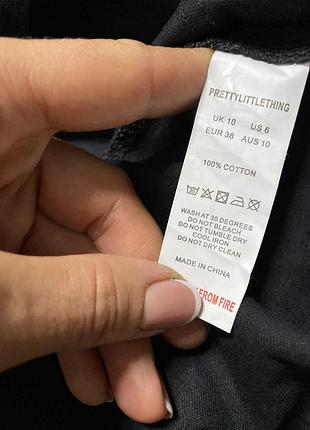 PRETTYLITTLETHING
UK 10 US 6
EUR 38 AUS 10
100% COTTON
WASH AT 30 DEGREES
DO NOT BLEACH
DO NOT TUMBLE DRY
COOL IRON
DO NOT DRY CLEAN
MADE IN CHINA
FROM FIRE